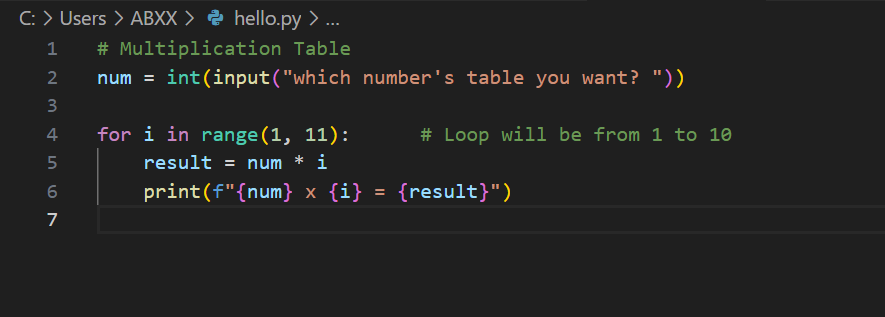 C: > Users > ABXX > hello.py > ...
1 # Multiplication Table
2 num = int(input("which number's table you want? "))
3
4 for i in range(1, 11):      # Loop will be from 1 to 10
5     result = num * i
6     print(f"{num} x {i} = {result}")
7